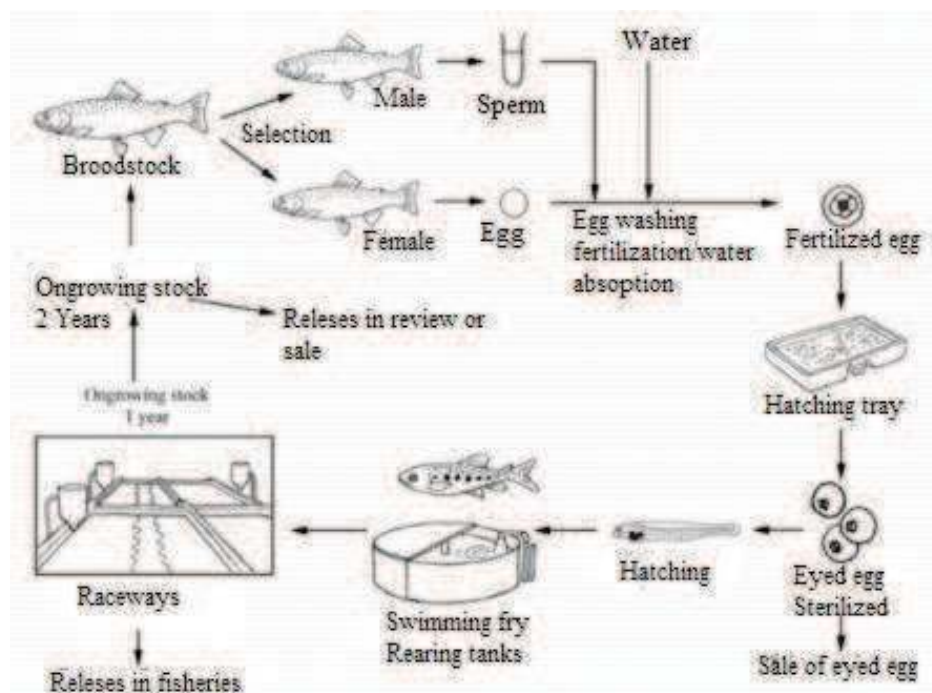 Water
Male
Sperm
Selection
Broodstock
Female
Egg
Egg washing
fertilization/water
absoption
Fertilized egg
Ongrowing stock
2 Years
Releses in review or
sale
Ongrowing stock
1 year
Hatching tray
Raceways
Hatching
Eyed egg
Sterilized
Swimming fry
Rearing tanks
Releses in fisheries
Sale of eyed egg